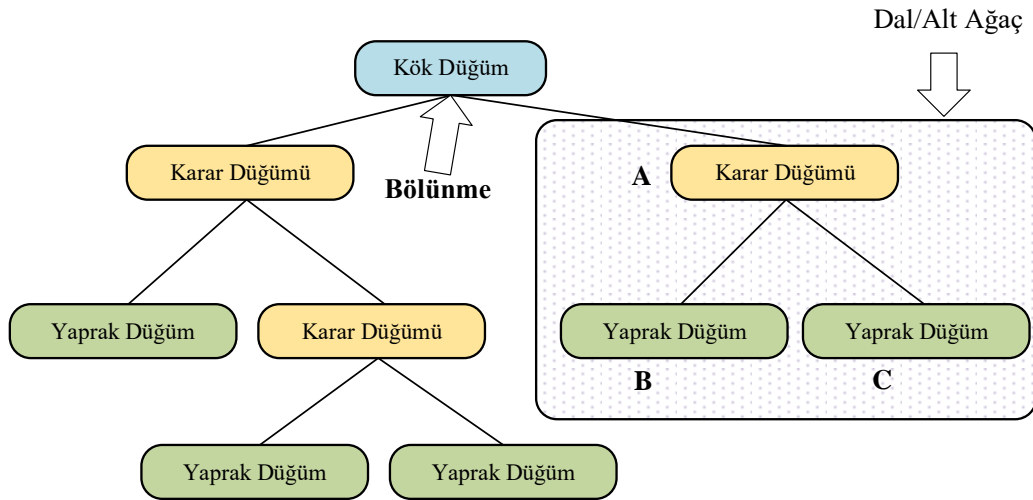 Dal/Alt Ağaç
Kök Düğüm
Karar Düğümü
Bölünme
A
Karar Düğümü
Yaprak Düğüm
Karar Düğümü
Yaprak Düğüm
Yaprak Düğüm
B
C
Yaprak Düğüm
Yaprak Düğüm